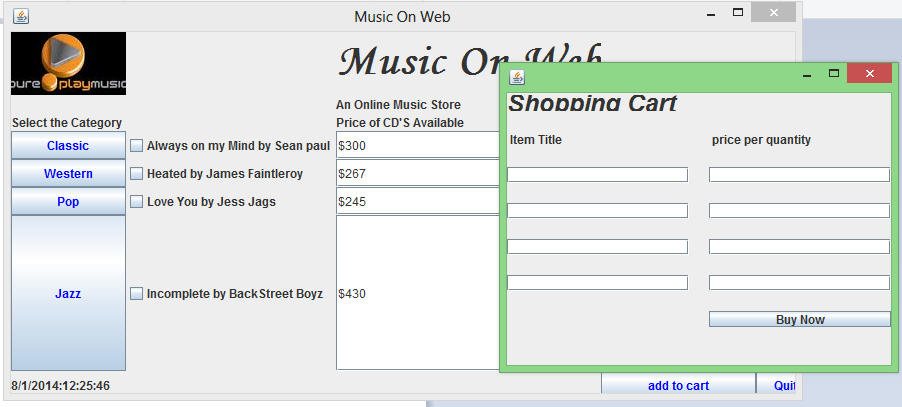 Music On Web
pure playmusic
Music On Web
An Online Music Store
Select the Category
Price of CD'S Available
Classic
Always on my Mind by Sean paul
$300
Western
Heated by James Faintleroy
$267
Pop
Love You by Jess Jags
$245
Jazz
Incomplete by BackStreet Boyz
$430
8/1/2014:12:25:46
add to cart
Quit
Shopping Cart
Item Title
price per quantity
Buy Now